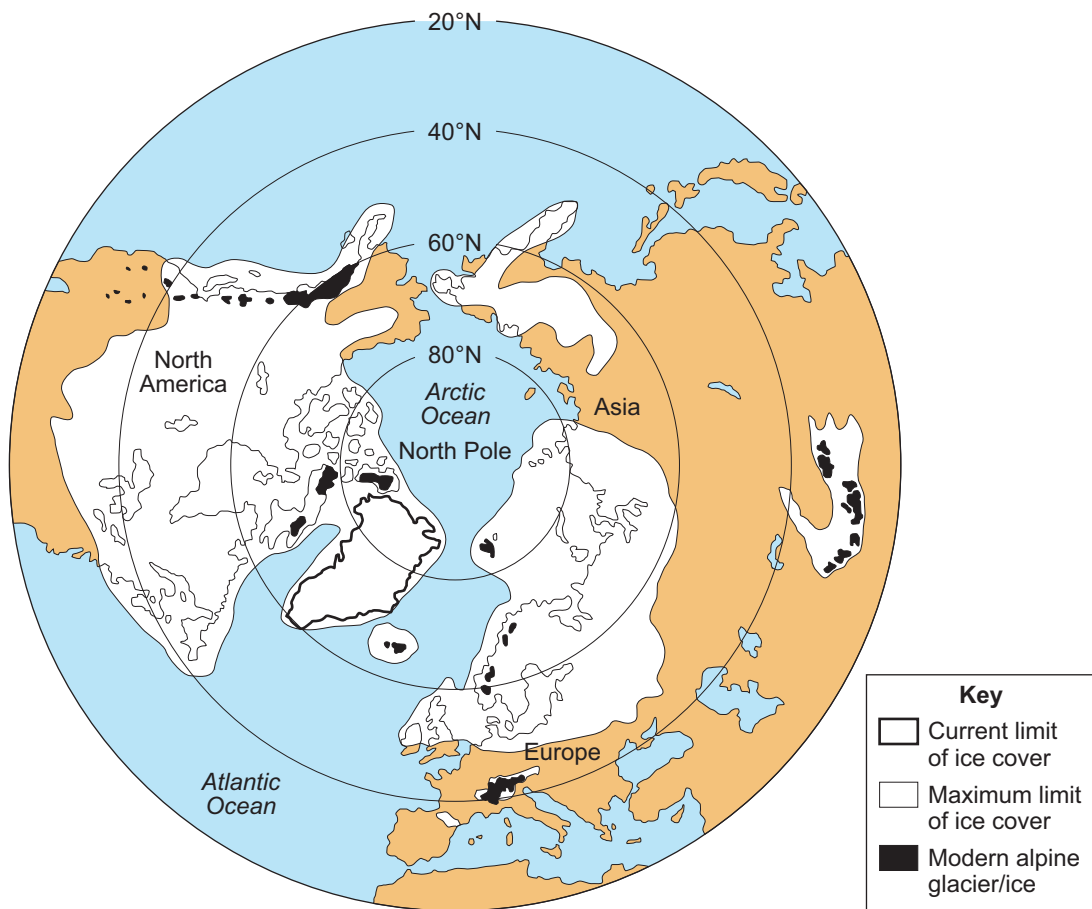 20°N
40°N
60°N
80°N
North
America
Arctic
Ocean
Asia
North Pole
Europe
Atlantic
Ocean
Key
Current limit
of ice cover
Maximum limit
of ice cover
Modern alpine
glacier/ice